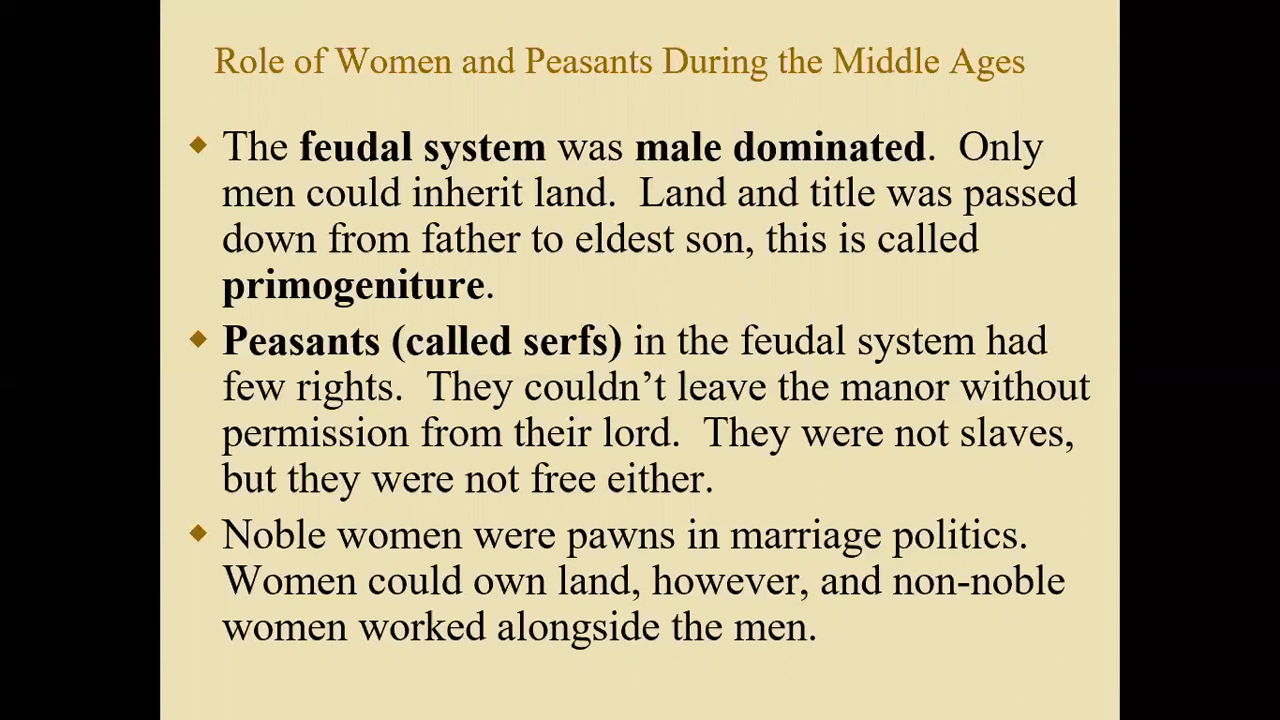 Role of Women and Peasants During the Middle Ages
◆ The feudal system was male dominated.  Only
men could inherit land.  Land and title was passed
down from father to eldest son, this is called
primogeniture.
◆ Peasants (called serfs) in the feudal system had
few rights.  They couldn’t leave the manor without
permission from their lord.  They were not slaves,
but they were not free either.
◆ Noble women were pawns in marriage politics.
Women could own land, however, and non-noble
women worked alongside the men.